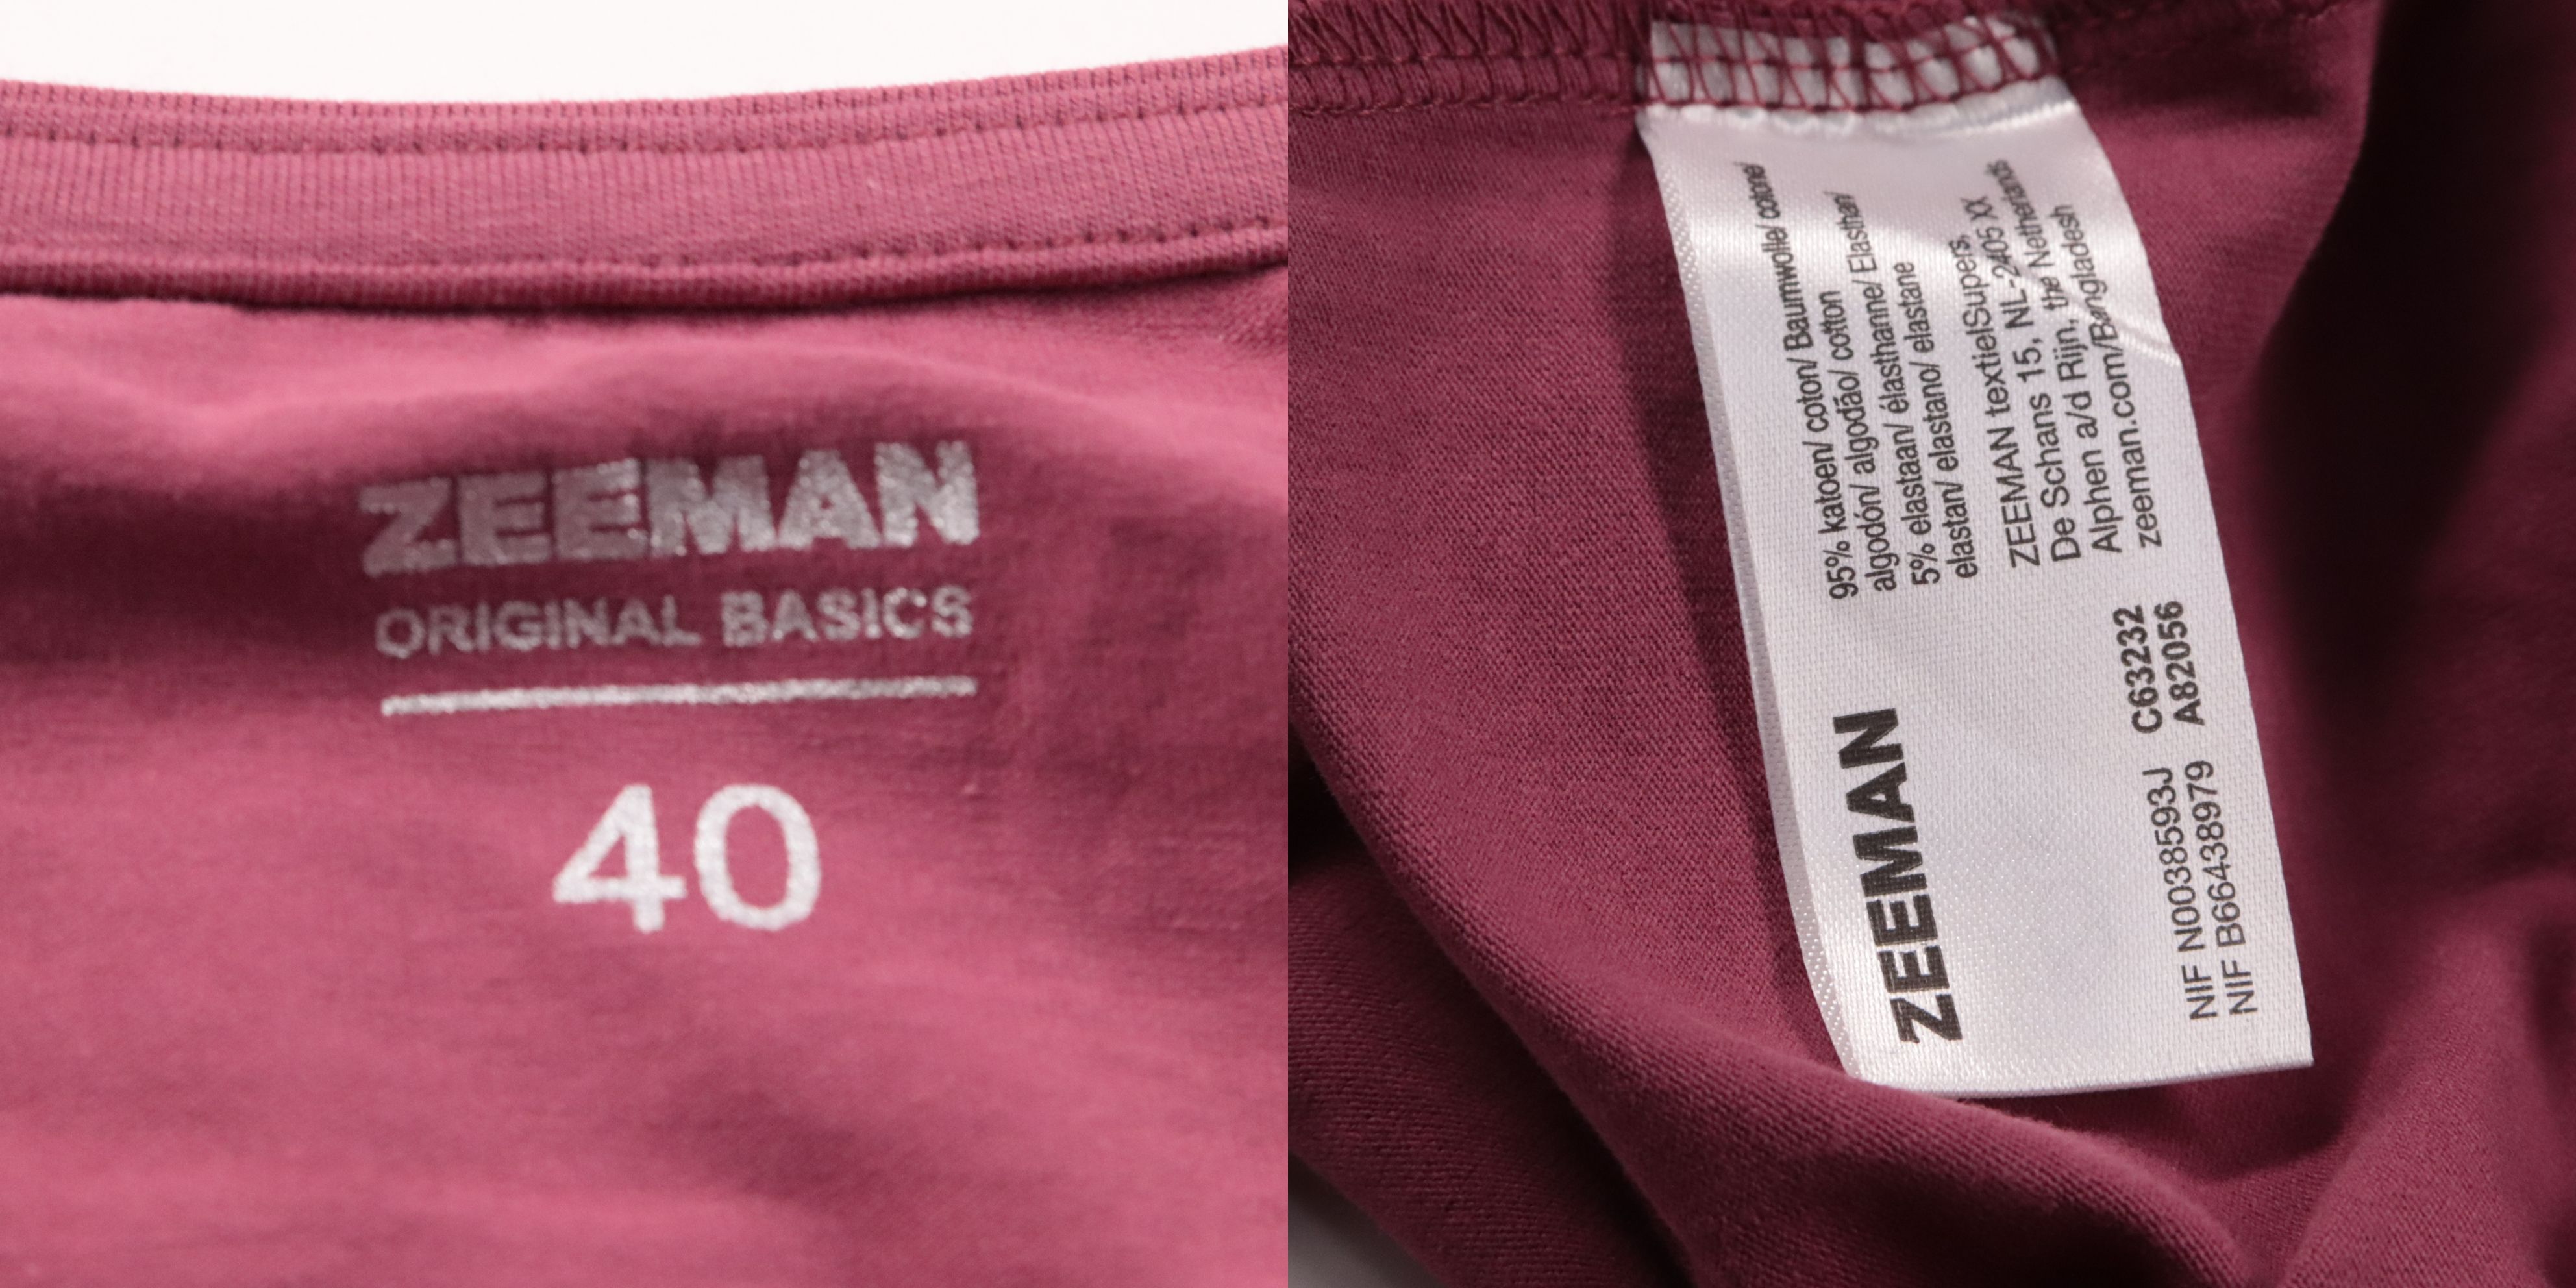 ZEEMAN
ORIGINAL BASICS
40
95% katoen/ coton/ Baumwolle/ cotone/
algodón/ algodão/ cotton
5% elastaan/ élasthanne/ Elasthan/
elastan/ elastano/ elastane
ZEEMAN textielSupers,
De Schans 15, NL-2405 XX
Alphen a/d Rijn, the Netherlands
zeeman.com/Bangladesh
ZEEMAN
C63232
A82056
NIF N0038593J
NIF B66438979